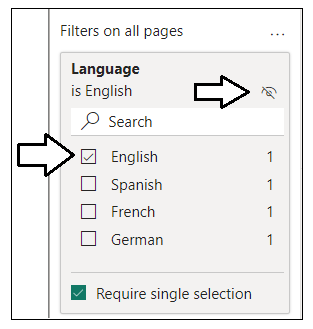 Filters on all pages ...
Language
is English
Search
English 1
Spanish 1
French 1
German 1
Require single selection